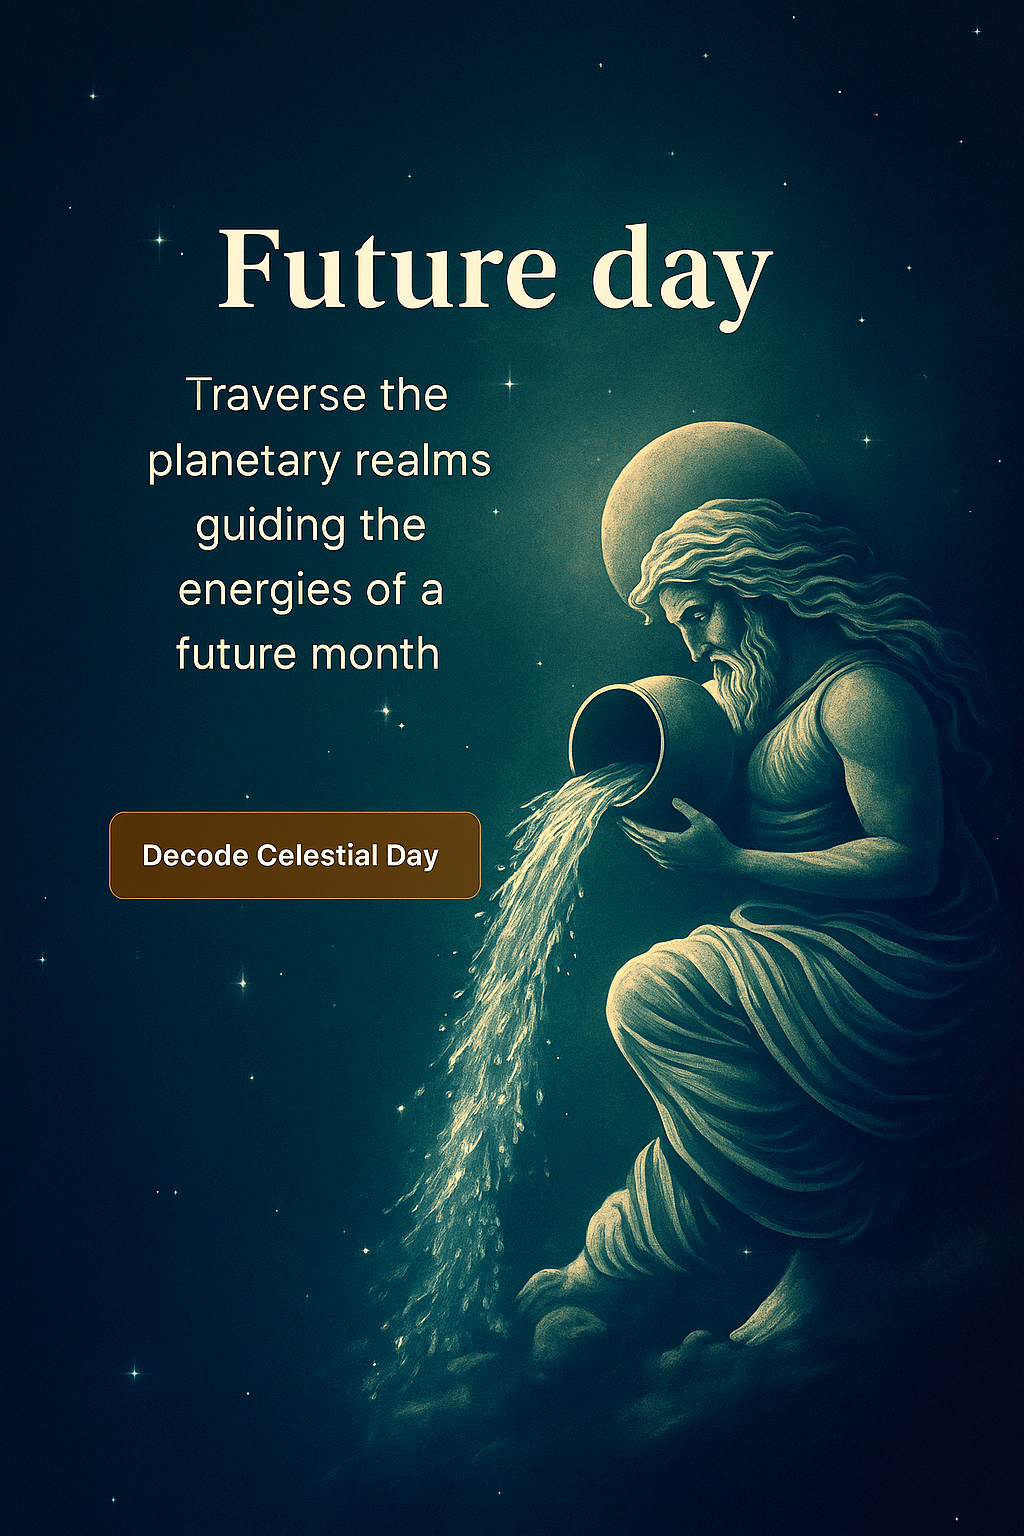 Future day
Traverse the
planetary realms
guiding the
energies of a
future month
Decode Celestial Day